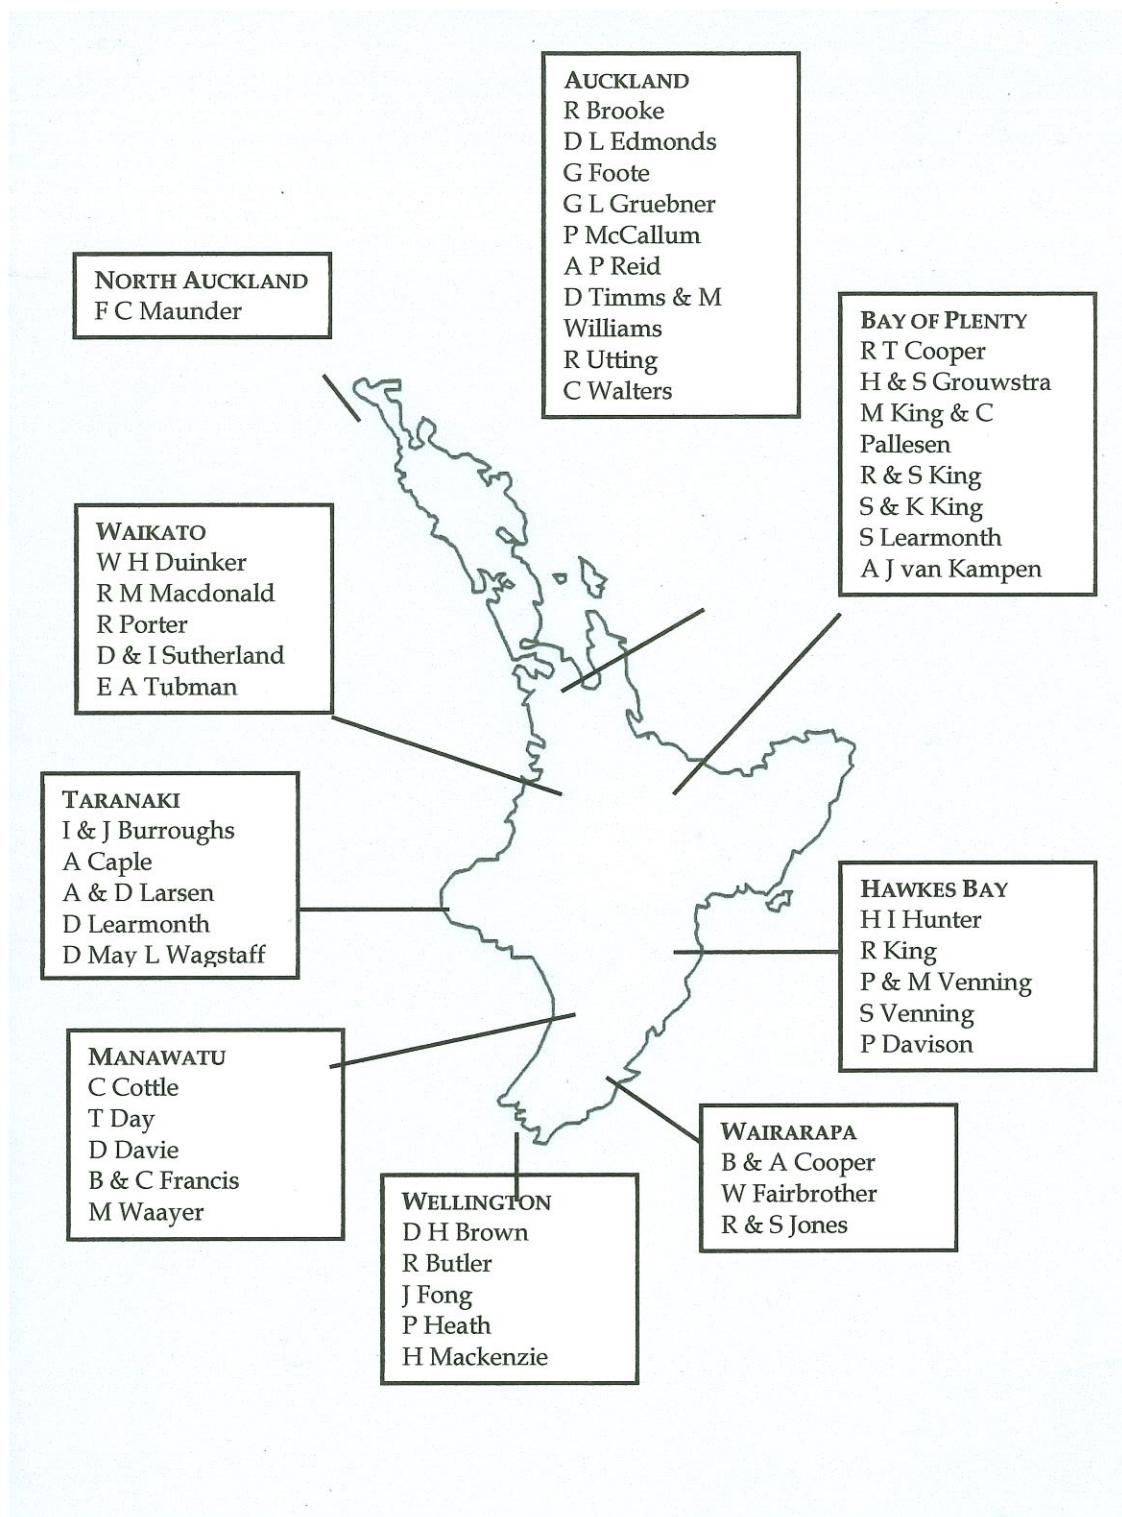 AUCKLAND
R Brooke
D L Edmonds
G Foote
G L Gruebner
P McCallum
A P Reid
D Timms & M
Williams
R Utting
C Walters
NORTH AUCKLAND
F C Maunder
BAY OF PLENTY
R T Cooper
H & S Grouwstra
M King & C
Pallesen
R & S King
S & K King
S Learmonth
A J van Kampen
WAIKATO
W H Duinker
R M Macdonald
R Porter
D & I Sutherland
E A Tubman
TARANAKI
I & J Burroughs
A Caple
A & D Larsen
D Learmonth
D May L Wagstaff
HAWKES BAY
H I Hunter
R King
P & M Venning
S Venning
P Davison
MANAWATU
C Cottle
T Day
D Davie
B & C Francis
M Waayer
WAIRARAPA
B & A Cooper
W Fairbrother
R & S Jones
WELLINGTON
D H Brown
R Butler
J Fong
P Heath
H Mackenzie